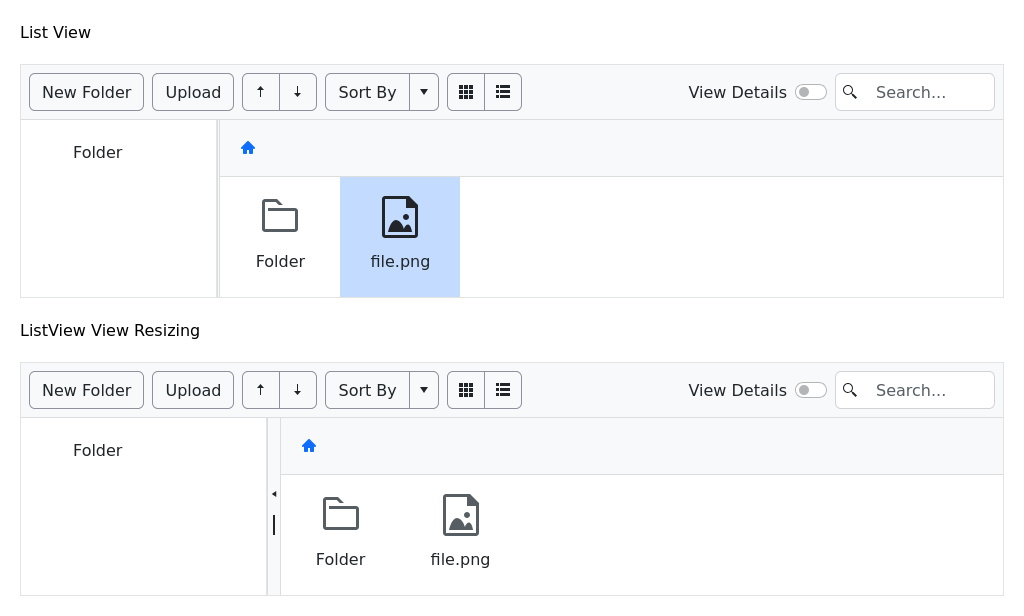 List View
New Folder Upload Sort By View Details Search...
Folder
Folder file.png
ListView View Resizing
New Folder Upload Sort By View Details Search...
Folder
Folder file.png